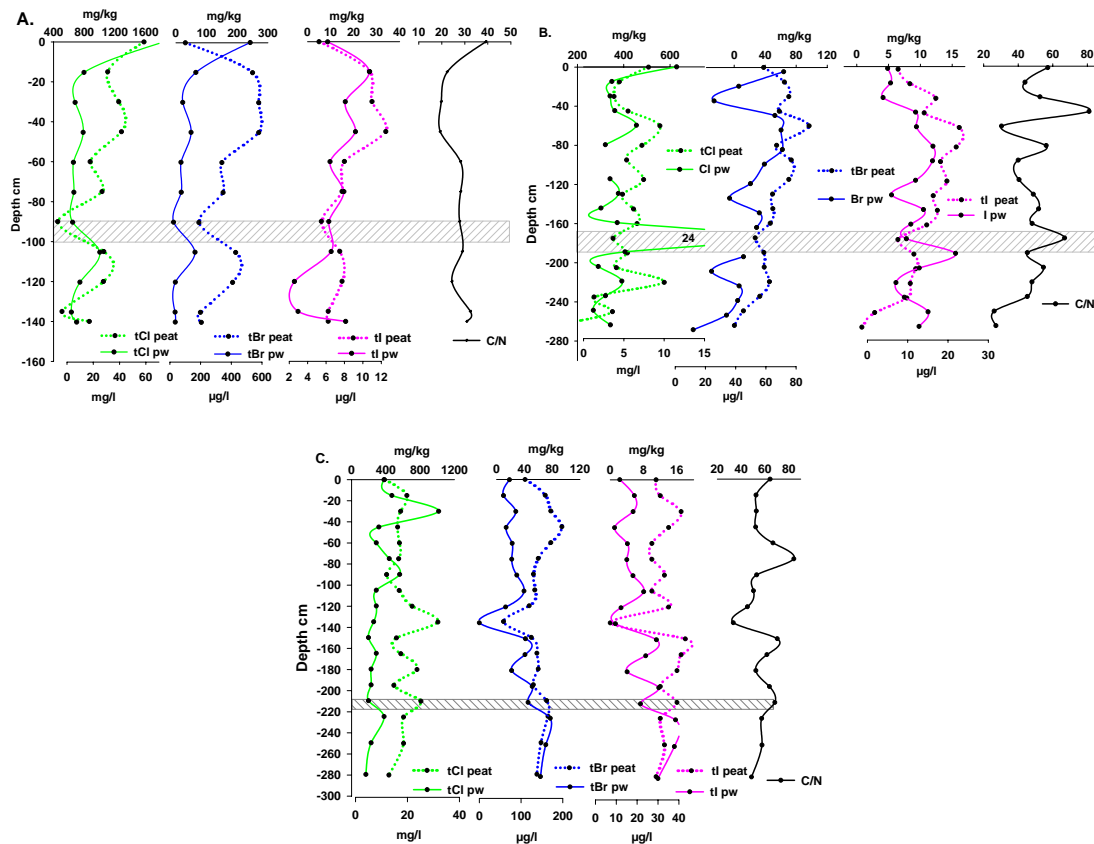 A.
mg/kg mg/kg mg/kg
400 800 1200 1600 0 100 200 300 0 10 20 30 40 0 10 20 30 40 50
Depth cm
0
-20
-40
-60
-80
-100
-120
-140
-160
tCl peat tBr peat tI peat C/N
tCl pw tBr pw tI pw
0 20 40 60 0 200 400 600 2 4 6 8 10 12
mg/l µg/l µg/l
B.
mg/kg mg/kg mg/kg
200 400 600 0 40 80 120 0 5 10 15 20 40 60 80
Depth cm
0
-40
-80
-120
-160
-200
-240
-280
24
tCl peat tBr peat tI peat
Cl pw Br pw I pw
C/N
0 5 10 15 0 20 40 60 80 100 0 10 20 30
mg/l µg/l µg/l
C.
mg/kg mg/kg mg/kg
0 400 800 1200 0 40 80 120 0 8 16 20 40 60 80
Depth cm
0
-20
-40
-60
-80
-100
-120
-140
-160
-180
-200
-220
-240
-260
-280
-300
tCl peat tBr peat tI peat C/N
tCl pw tBr pw tI pw
0 20 40 0 100 200 0 10 20 30 40
mg/l µg/l µg/l